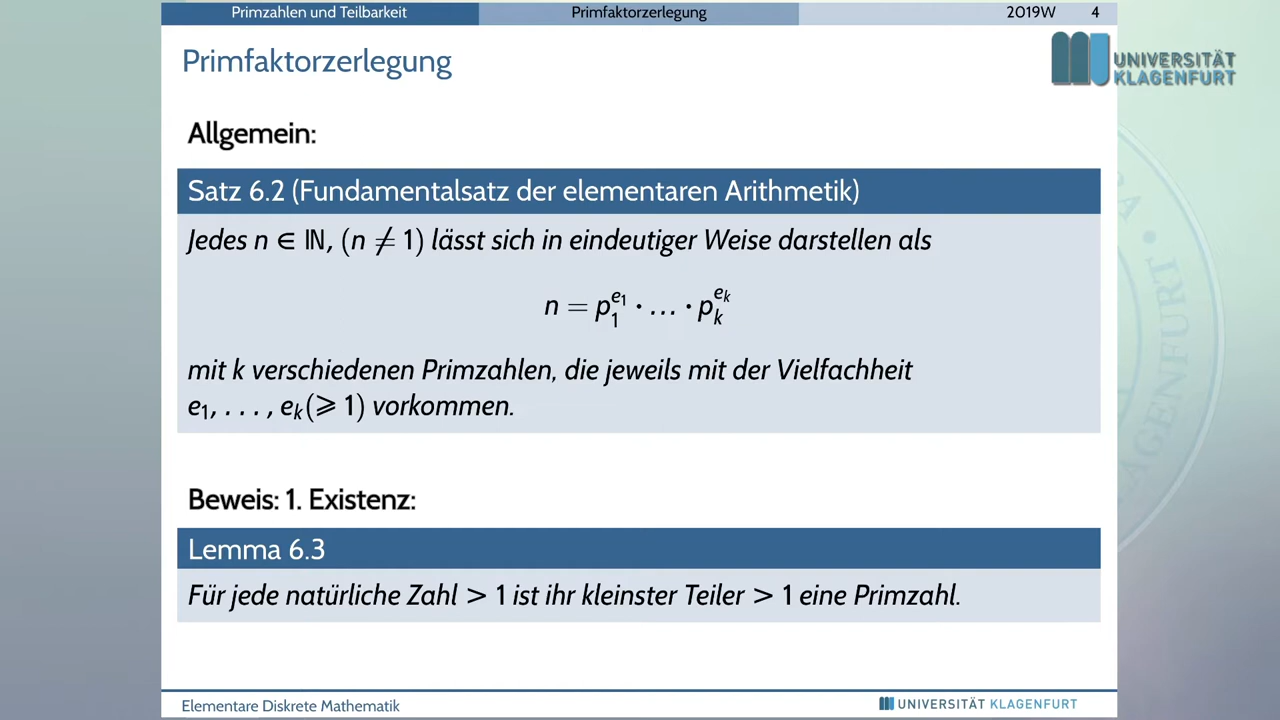 Primzahlen und Teilbarkeit Primfaktorzerlegung 2019W 4
Primfaktorzerlegung
UNIVERSITÄT
KLAGENFURT
Allgemein:
Satz 6.2 (Fundamentalsatz der elementaren Arithmetik)
Jedes n ∈ ℕ, (n ≠ 1) lässt sich in eindeutiger Weise darstellen als
n = p₁^{e₁} · … · p_k^{e_k}
mit k verschiedenen Primzahlen, die jeweils mit der Vielfachheit
e₁, . . . , e_k (⩾ 1) vorkommen.
Beweis: 1. Existenz:
Lemma 6.3
Für jede natürliche Zahl > 1 ist ihr kleinster Teiler > 1 eine Primzahl.
Elementare Diskrete Mathematik UNIVERSITÄT KLAGENFURT
KLAGENFURT